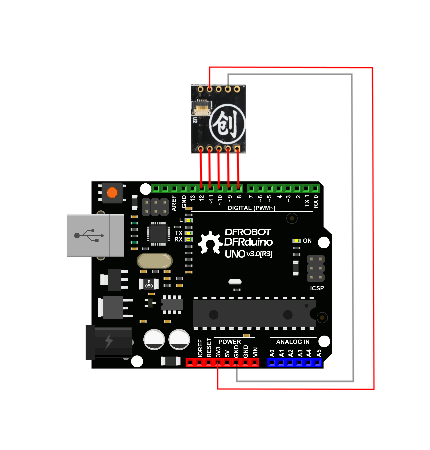 创
AREF
GND
13
12
~11
~10
~9
8
7
~6
~5
4
~3
2
TX 1
RX 0
DIGITAL (PWM~)
TX
RX
DFROBOT
DFRduino
UNO v3.0[R3]
ON
ICSP
IOREF
RESET
3V3
5V
GND
GND
VIN
POWER
ANALOG IN
A0
A1
A2
A3
A4
A5